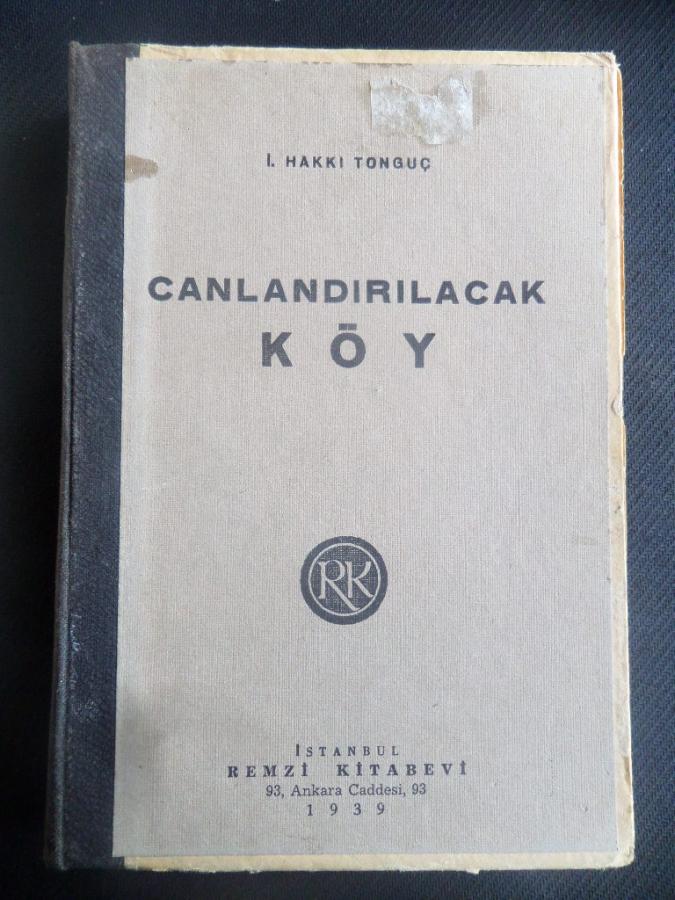 İ. HAKKI TONGUÇ
CANLANDIRILACAK
KÖY
RK
İSTANBUL
REMZİ KİTABEVİ
93, Ankara Caddesi, 93
1939